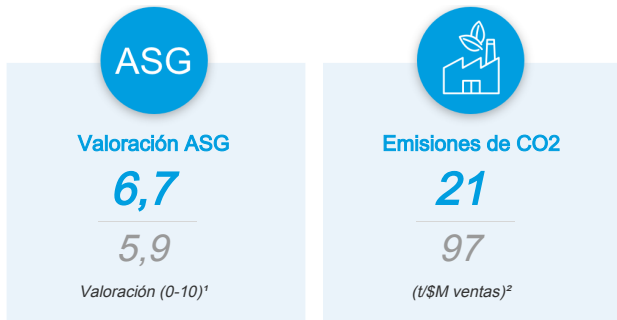 ASG
Valoración ASG
6,7
5,9
Valoración (0-10)¹
Emisiones de CO2
21
97
(t/$M ventas)²